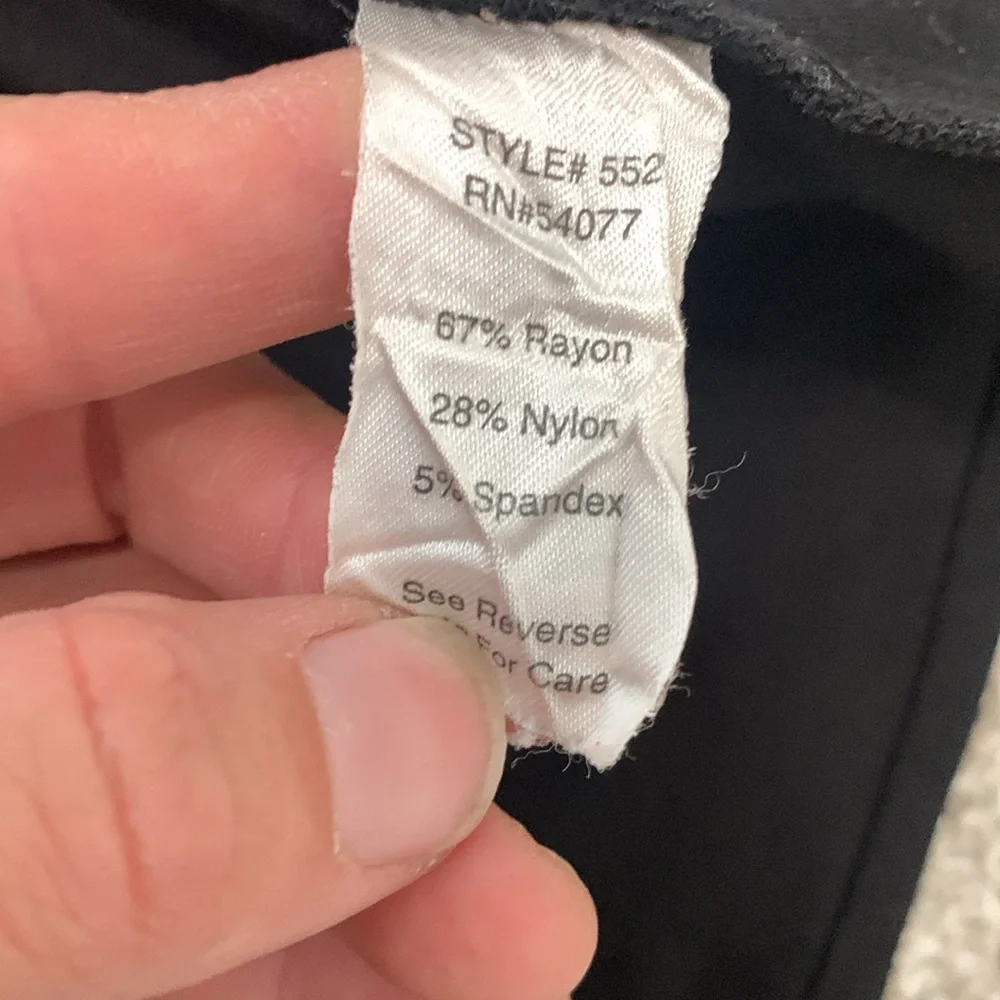 STYLE# 552
RN#54077
67% Rayon
28% Nylon
5% Spandex
See Reverse
For Care